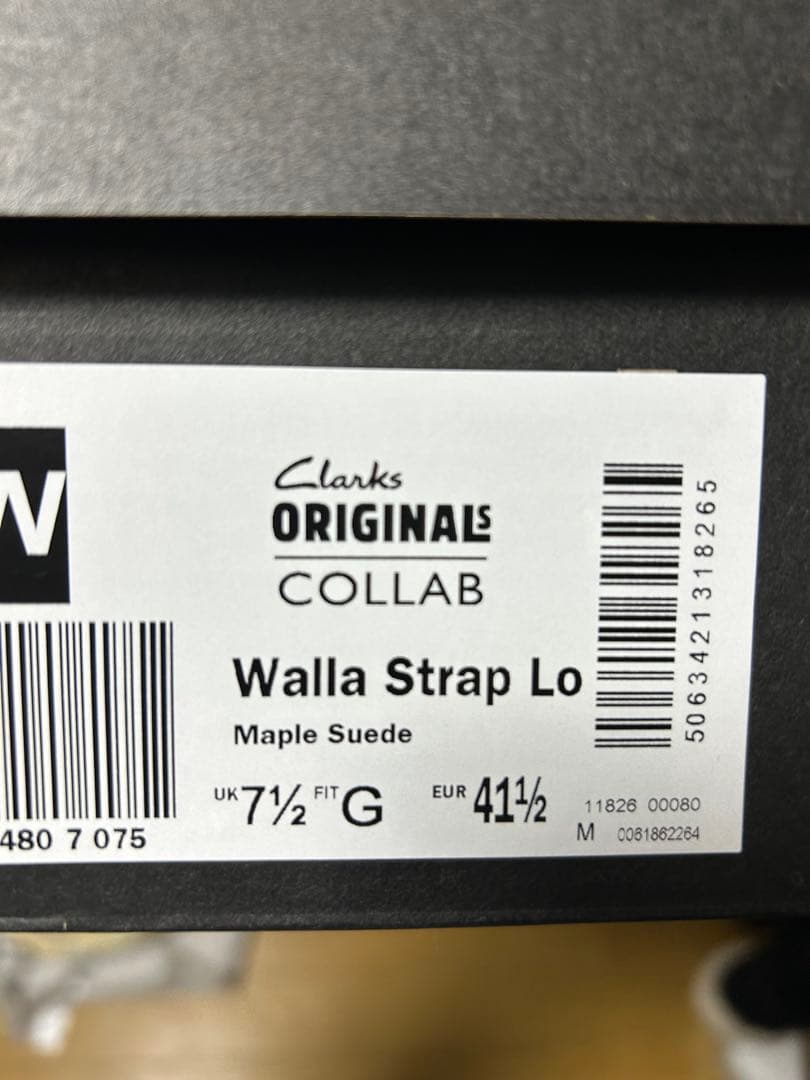 W
480 7 075
Clarks
ORIGINALS
COLLAB
Walla Strap Lo
Maple Suede
UK 7½ FIT G EUR 41½
5063421318265
11826 00080
M 0061862264